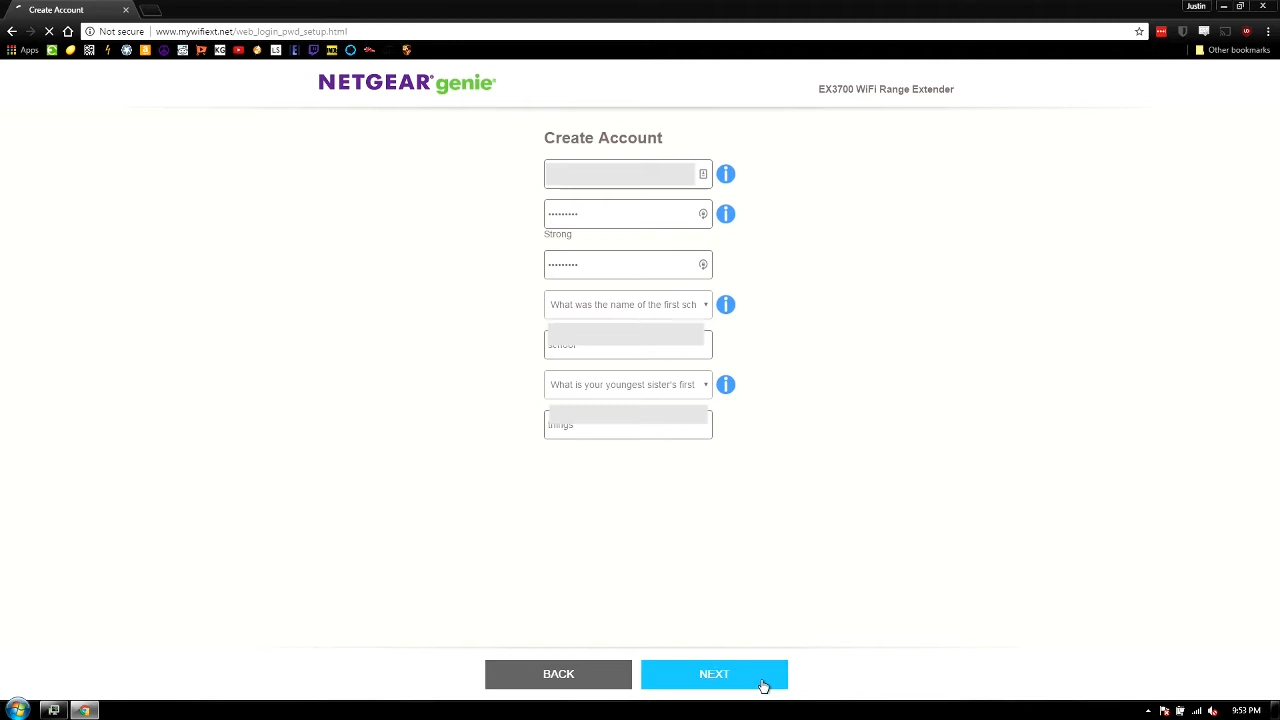 Create Account
Justin
Not secure
www.mywifiext.net/web_login_pwd_setup.html
Apps
Other bookmarks
NETGEAR® genie®
EX3700 WiFi Range Extender
Create Account
•••••••••
Strong
•••••••••
What was the name of the first sch
school
What is your youngest sister's first
things
BACK
NEXT
9:53 PM